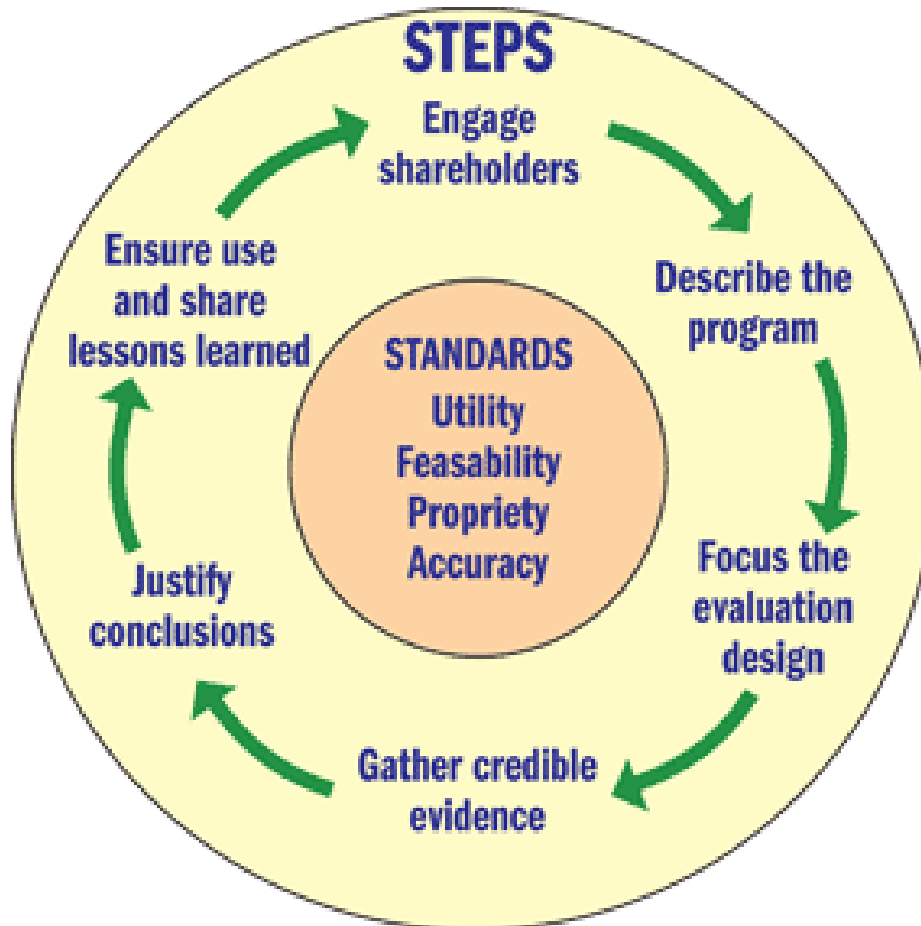 STEPS
Engage
shareholders
Describe the
program
Focus the
evaluation
design
Gather credible
evidence
Justify
conclusions
Ensure use
and share
lessons learned
STANDARDS
Utility
Feasability
Propriety
Accuracy